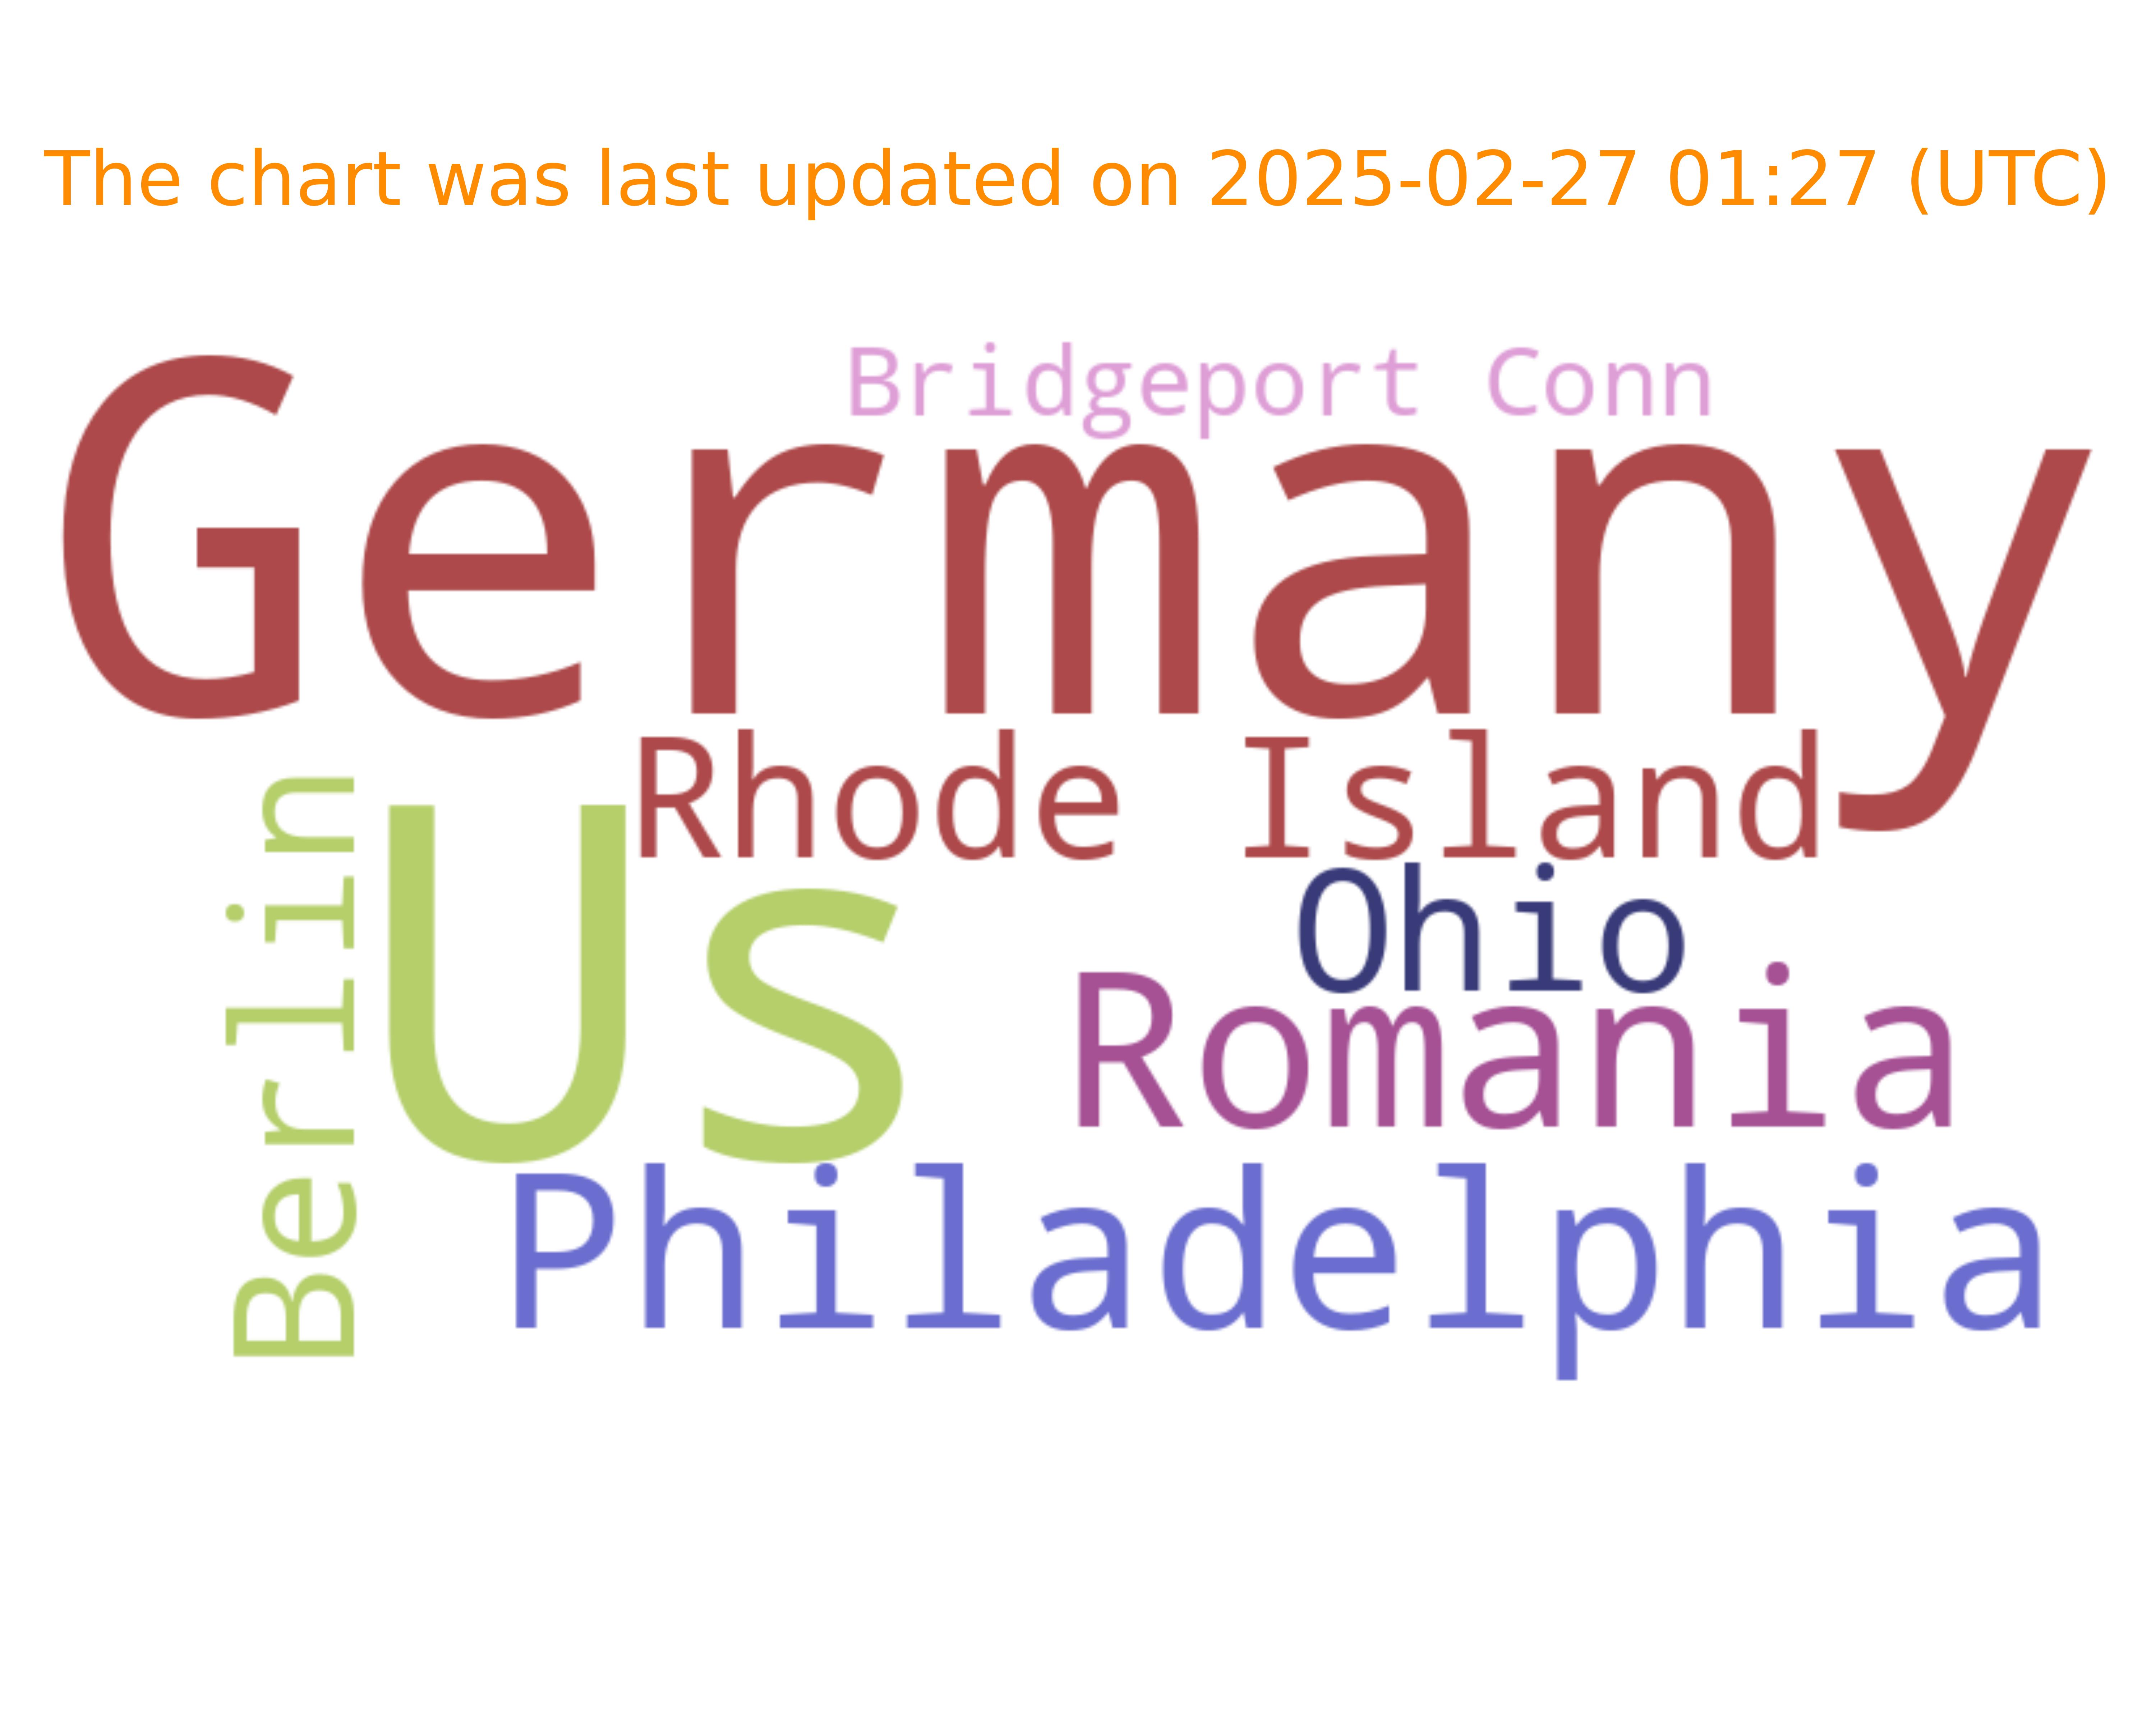 The chart was last updated on 2025-02-27 01:27 (UTC)
Bridgeport Conn
Germany
Rhode Island
Berlin
Us
Ohio
Romania
Philadelphia